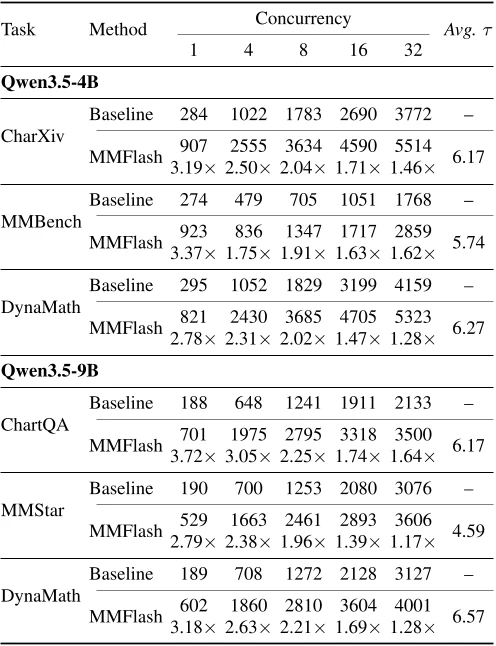 Task Method Concurrency Avg. τ
1 4 8 16 32
Qwen3.5-4B
CharXiv
Baseline 284 1022 1783 2690 3772 –
MMFlash 907 2555 3634 4590 5514 6.17
3.19× 2.50× 2.04× 1.71× 1.46×
MMBench
Baseline 274 479 705 1051 1768 –
MMFlash 923 836 1347 1717 2859 5.74
3.37× 1.75× 1.91× 1.63× 1.62×
DynaMath
Baseline 295 1052 1829 3199 4159 –
MMFlash 821 2430 3685 4705 5323 6.27
2.78× 2.31× 2.02× 1.47× 1.28×
Qwen3.5-9B
ChartQA
Baseline 188 648 1241 1911 2133 –
MMFlash 701 1975 2795 3318 3500 6.17
3.72× 3.05× 2.25× 1.74× 1.64×
MMStar
Baseline 190 700 1253 2080 3076 –
MMFlash 529 1663 2461 2893 3606 4.59
2.79× 2.38× 1.96× 1.39× 1.17×
DynaMath
Baseline 189 708 1272 2128 3127 –
MMFlash 602 1860 2810 3604 4001 6.57
3.18× 2.63× 2.21× 1.69× 1.28×